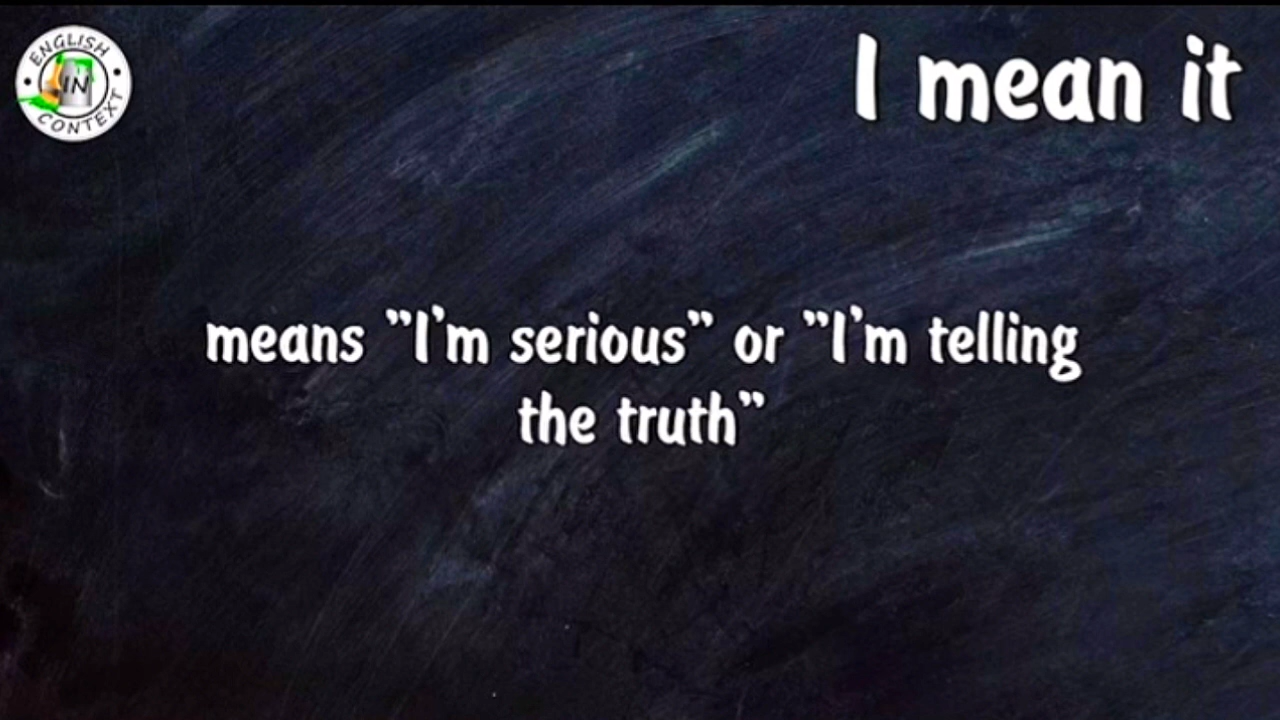 ENGLISH
IN
CONTEXT
I mean it
means ”I'm serious” or ”I'm telling
the truth”